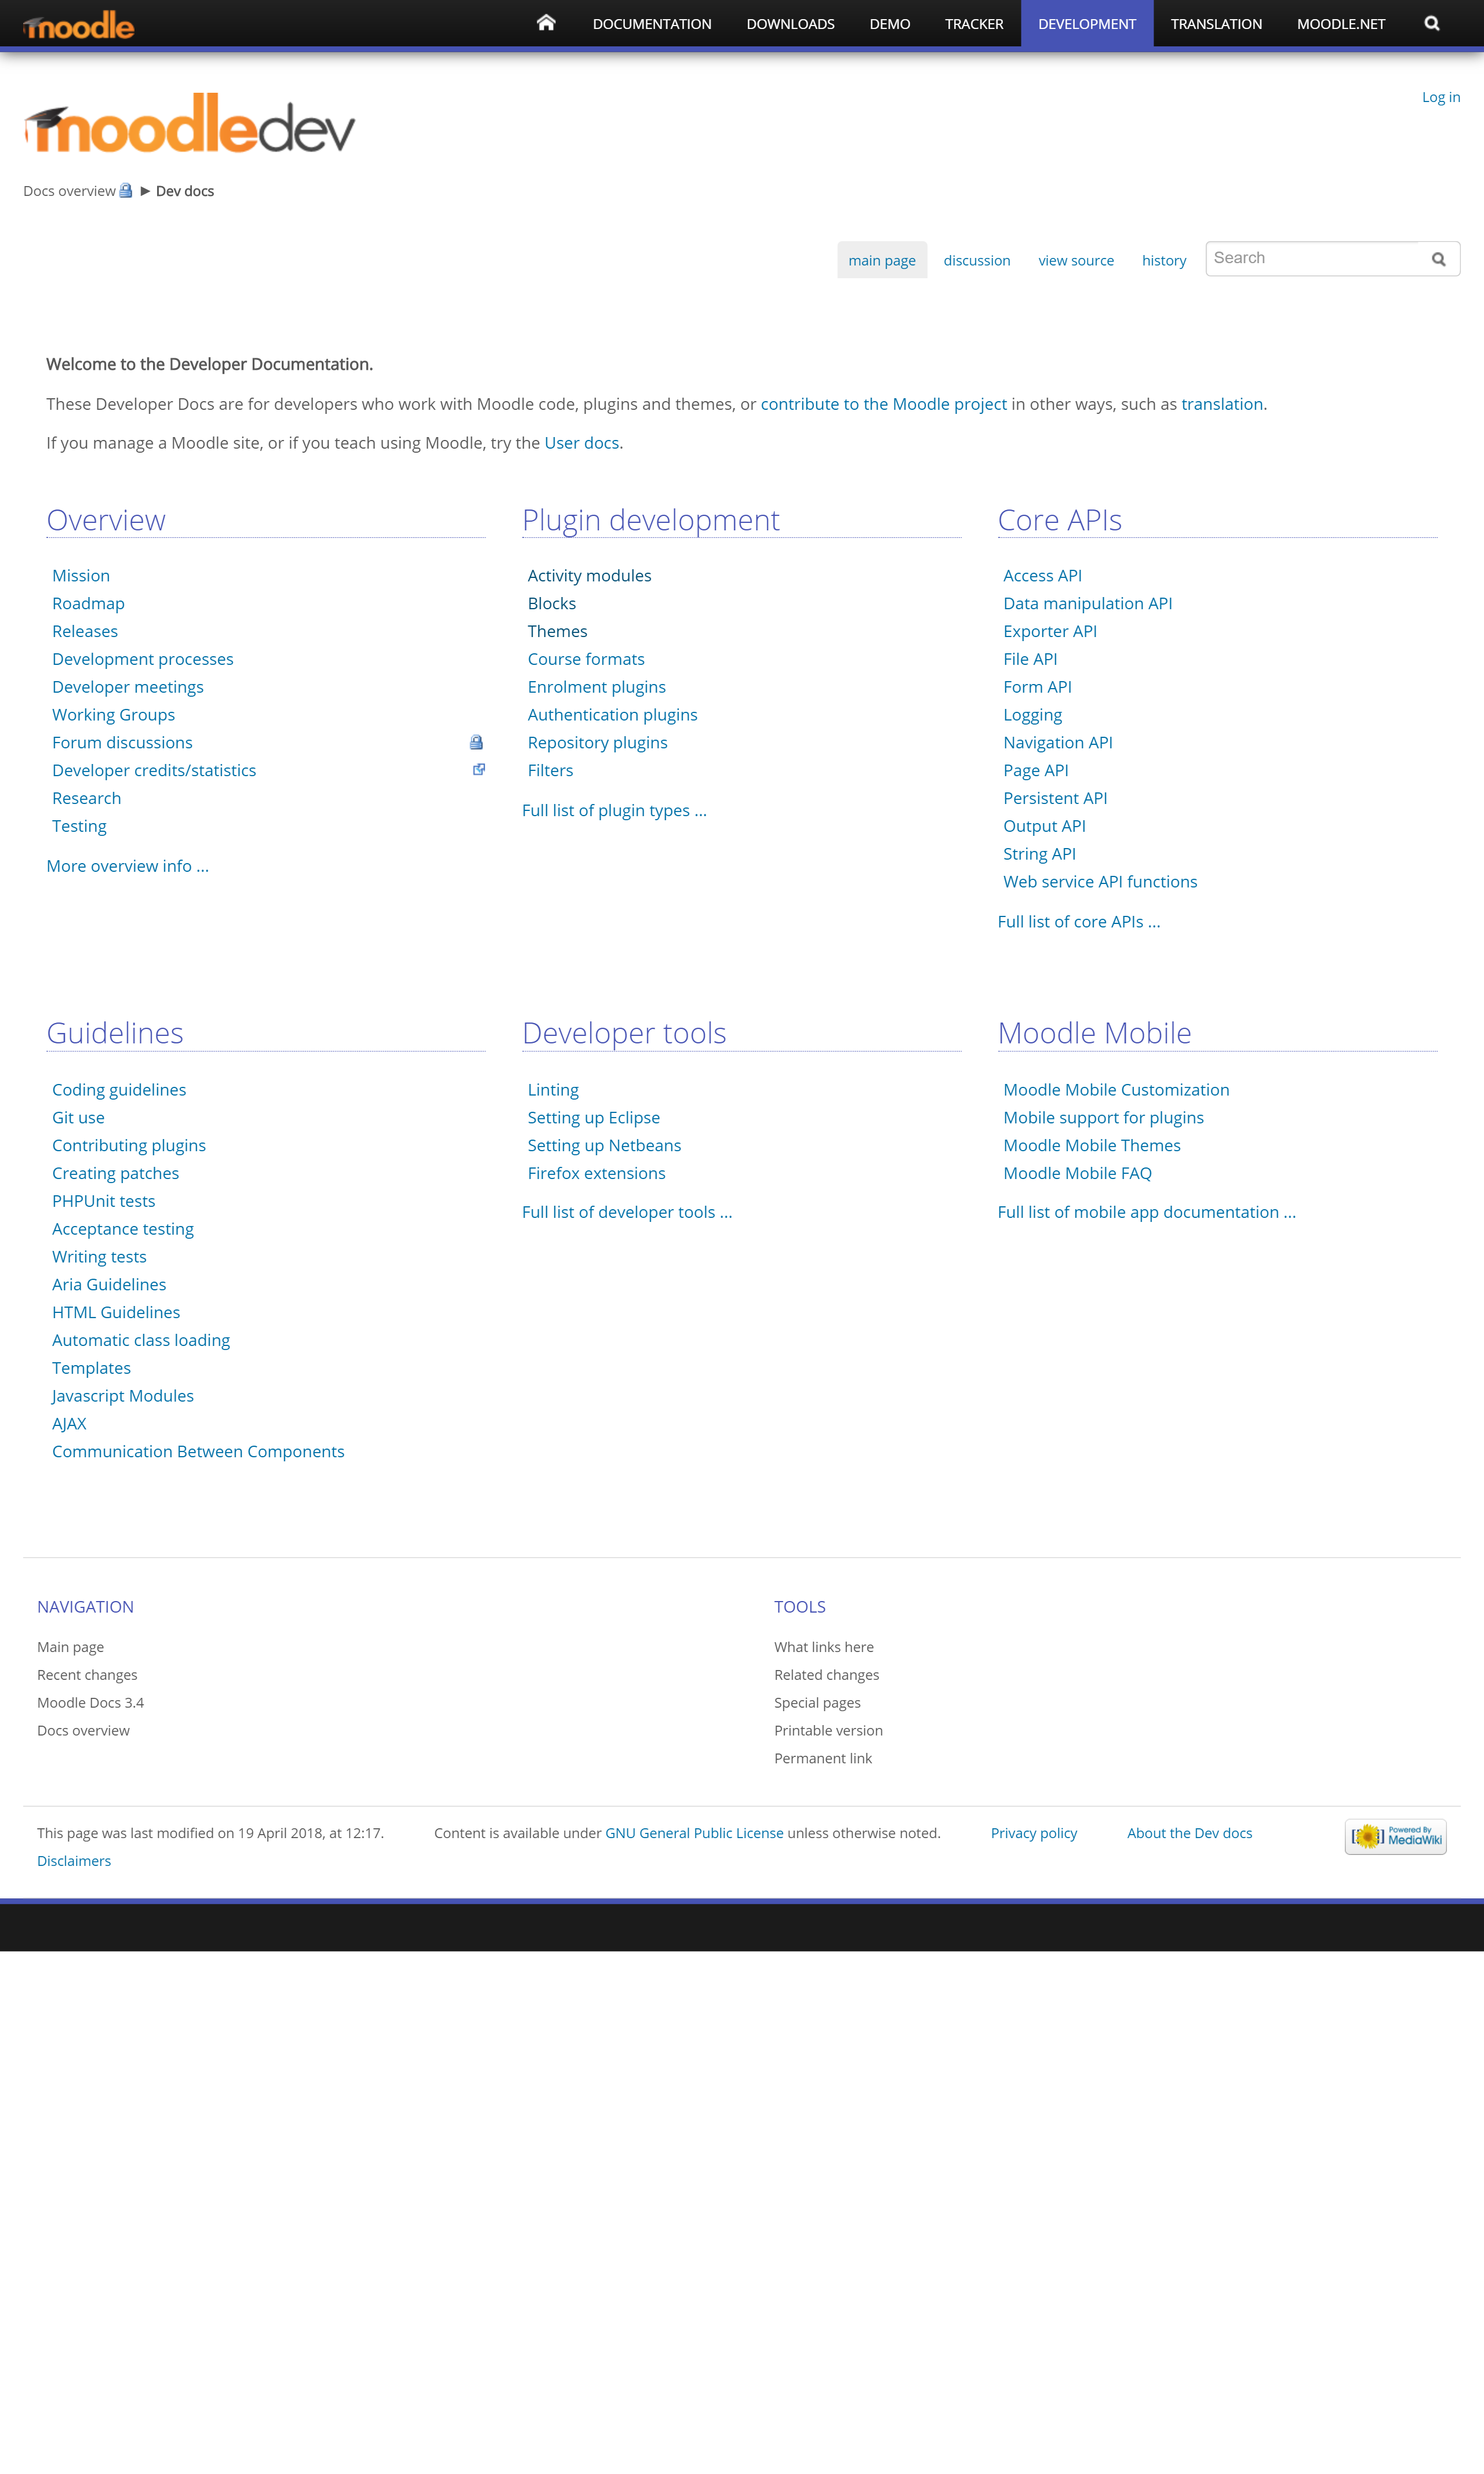 moodle
DOCUMENTATION DOWNLOADS DEMO TRACKER DEVELOPMENT TRANSLATION MOODLE.NET
Log in
moodledev
Docs overview ► Dev docs
main page discussion view source history Search
Welcome to the Developer Documentation.
These Developer Docs are for developers who work with Moodle code, plugins and themes, or contribute to the Moodle project in other ways, such as translation.
If you manage a Moodle site, or if you teach using Moodle, try the User docs.
Overview
Mission
Roadmap
Releases
Development processes
Developer meetings
Working Groups
Forum discussions
Developer credits/statistics
Research
Testing
More overview info ...
Plugin development
Activity modules
Blocks
Themes
Course formats
Enrolment plugins
Authentication plugins
Repository plugins
Filters
Full list of plugin types ...
Core APIs
Access API
Data manipulation API
Exporter API
File API
Form API
Logging
Navigation API
Page API
Persistent API
Output API
String API
Web service API functions
Full list of core APIs ...
Guidelines
Coding guidelines
Git use
Contributing plugins
Creating patches
PHPUnit tests
Acceptance testing
Writing tests
Aria Guidelines
HTML Guidelines
Automatic class loading
Templates
Javascript Modules
AJAX
Communication Between Components
Developer tools
Linting
Setting up Eclipse
Setting up Netbeans
Firefox extensions
Full list of developer tools ...
Moodle Mobile
Moodle Mobile Customization
Mobile support for plugins
Moodle Mobile Themes
Moodle Mobile FAQ
Full list of mobile app documentation ...
NAVIGATION
Main page
Recent changes
Moodle Docs 3.4
Docs overview
TOOLS
What links here
Related changes
Special pages
Printable version
Permanent link
This page was last modified on 19 April 2018, at 12:17. Content is available under GNU General Public License unless otherwise noted. Privacy policy About the Dev docs
Disclaimers
Powered By
MediaWiki